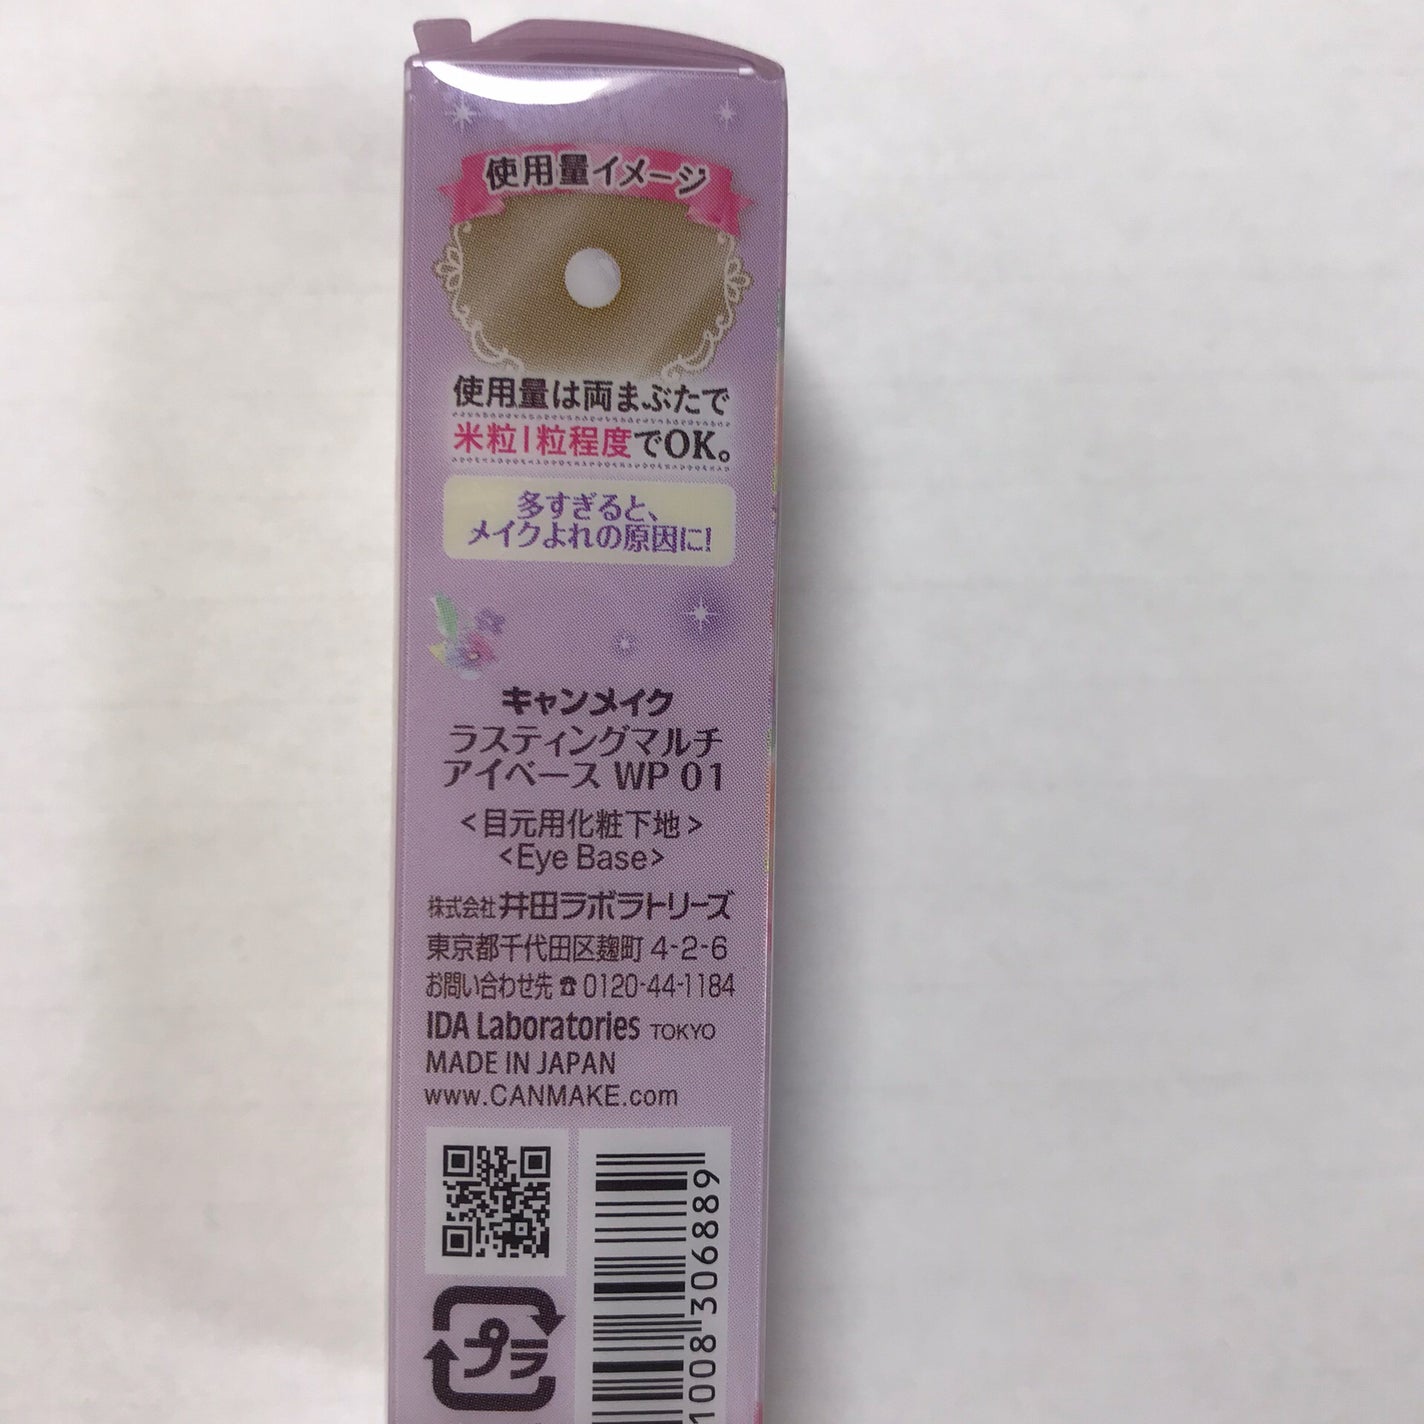 使用量イメージ
使用量は両まぶたで
米粒1粒程度でOK。
多すぎると、
メイクよれの原因に!
キャンメイク
ラスティングマルチ
アイベース WP 01
<目元用化粧下地>
<Eye Base>
株式会社 井田ラボラトリーズ
東京都千代田区麹町 4-2-6
お問い合わせ先 ☎ 0120-44-1184
IDA Laboratories TOKYO
MADE IN JAPAN
www.CANMAKE.com
1008 306889
プラ